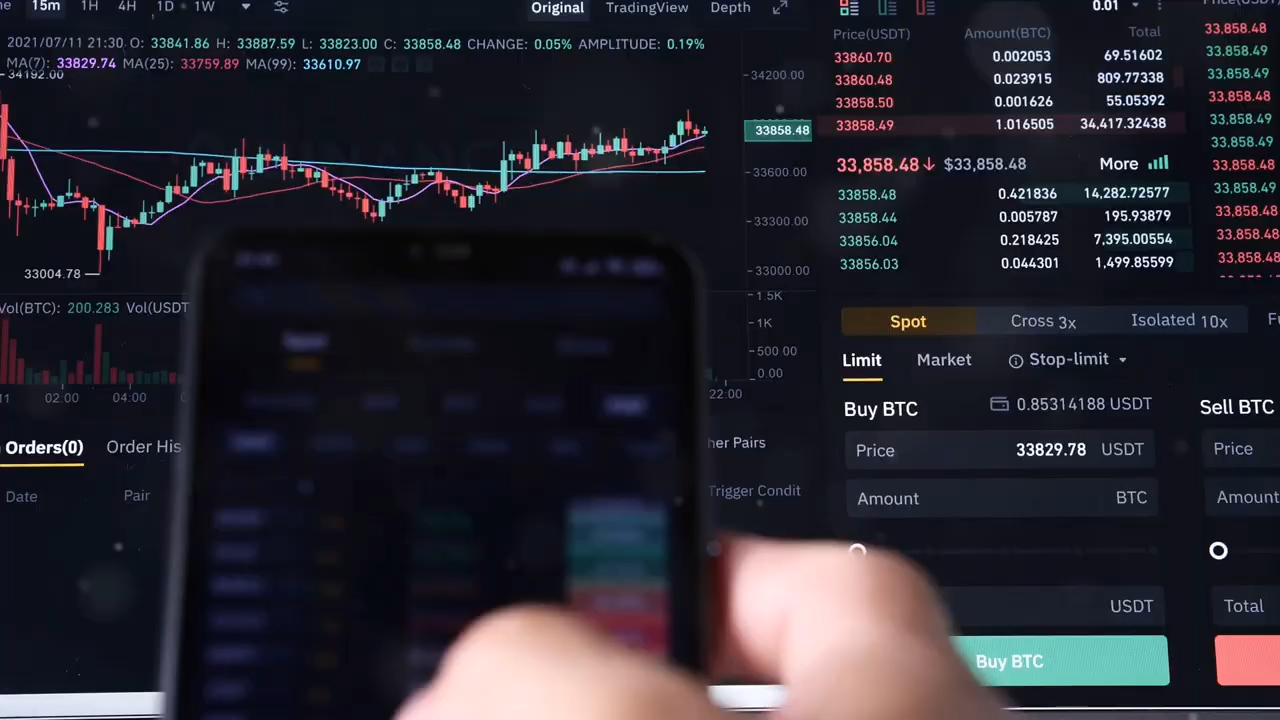 15m 1H 4H 1D 1W Original TradingView Depth
2021/07/11 21:30 O: 33841.86 H: 33887.59 L: 33823.00 C: 33858.48 CHANGE: 0.05% AMPLITUDE: 0.19%
MA(7): 33829.74 MA(25): 33759.89 MA(99): 33610.97
34192.00
34200.00
33858.48
33600.00
33300.00
33004.78
33000.00
Vol(BTC): 200.283 Vol(USDT
1.5K
1K
500.00
0.00
02:00 04:00 22:00
Orders(0) Order His her Pairs
Date Pair Trigger Condit
0.01
Price(USDT) Amount(BTC) Total
33860.70 0.002053 69.51602
33860.48 0.023915 809.77338
33858.50 0.001626 55.05392
33858.49 1.016505 34,417.32438
33,858.48↓ $33,858.48 More
33858.48 0.421836 14,282.72577
33858.44 0.005787 195.93879
33856.04 0.218425 7,395.00554
33856.03 0.044301 1,499.85599
33,858.48
33,858.49
33,858.49
33,858.48
33,858.49
33,858.49
33,858.48
33,858.49
33,858.48
33,858.49
33,858.48
Spot Cross 3x Isolated 10x
Limit Market Stop-limit
Buy BTC 0.85314188 USDT
Price 33829.78 USDT
Amount BTC
USDT
Buy BTC
Sell BTC
Price
Amount
Total